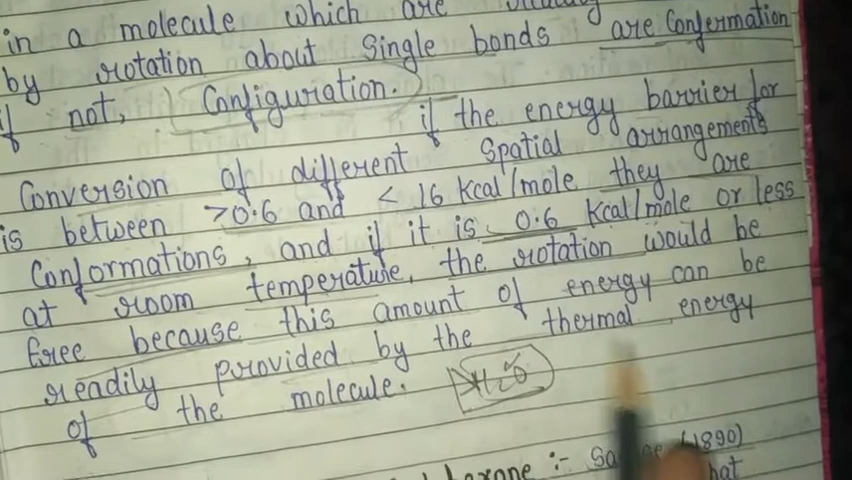 in a molecule which are
by rotation about single bonds are Confermation
if not, Configuration.
if the energy barrier for
Conversion of different spatial arrangements
is between >0.6 and < 16 Kcal/mole they are
Conformations, and if it is 0.6 Kcal/mole or less
at room temperature, the rotation would be
free because this amount of energy can be
readily provided by the thermal energy
of the molecule.
:- (1890)